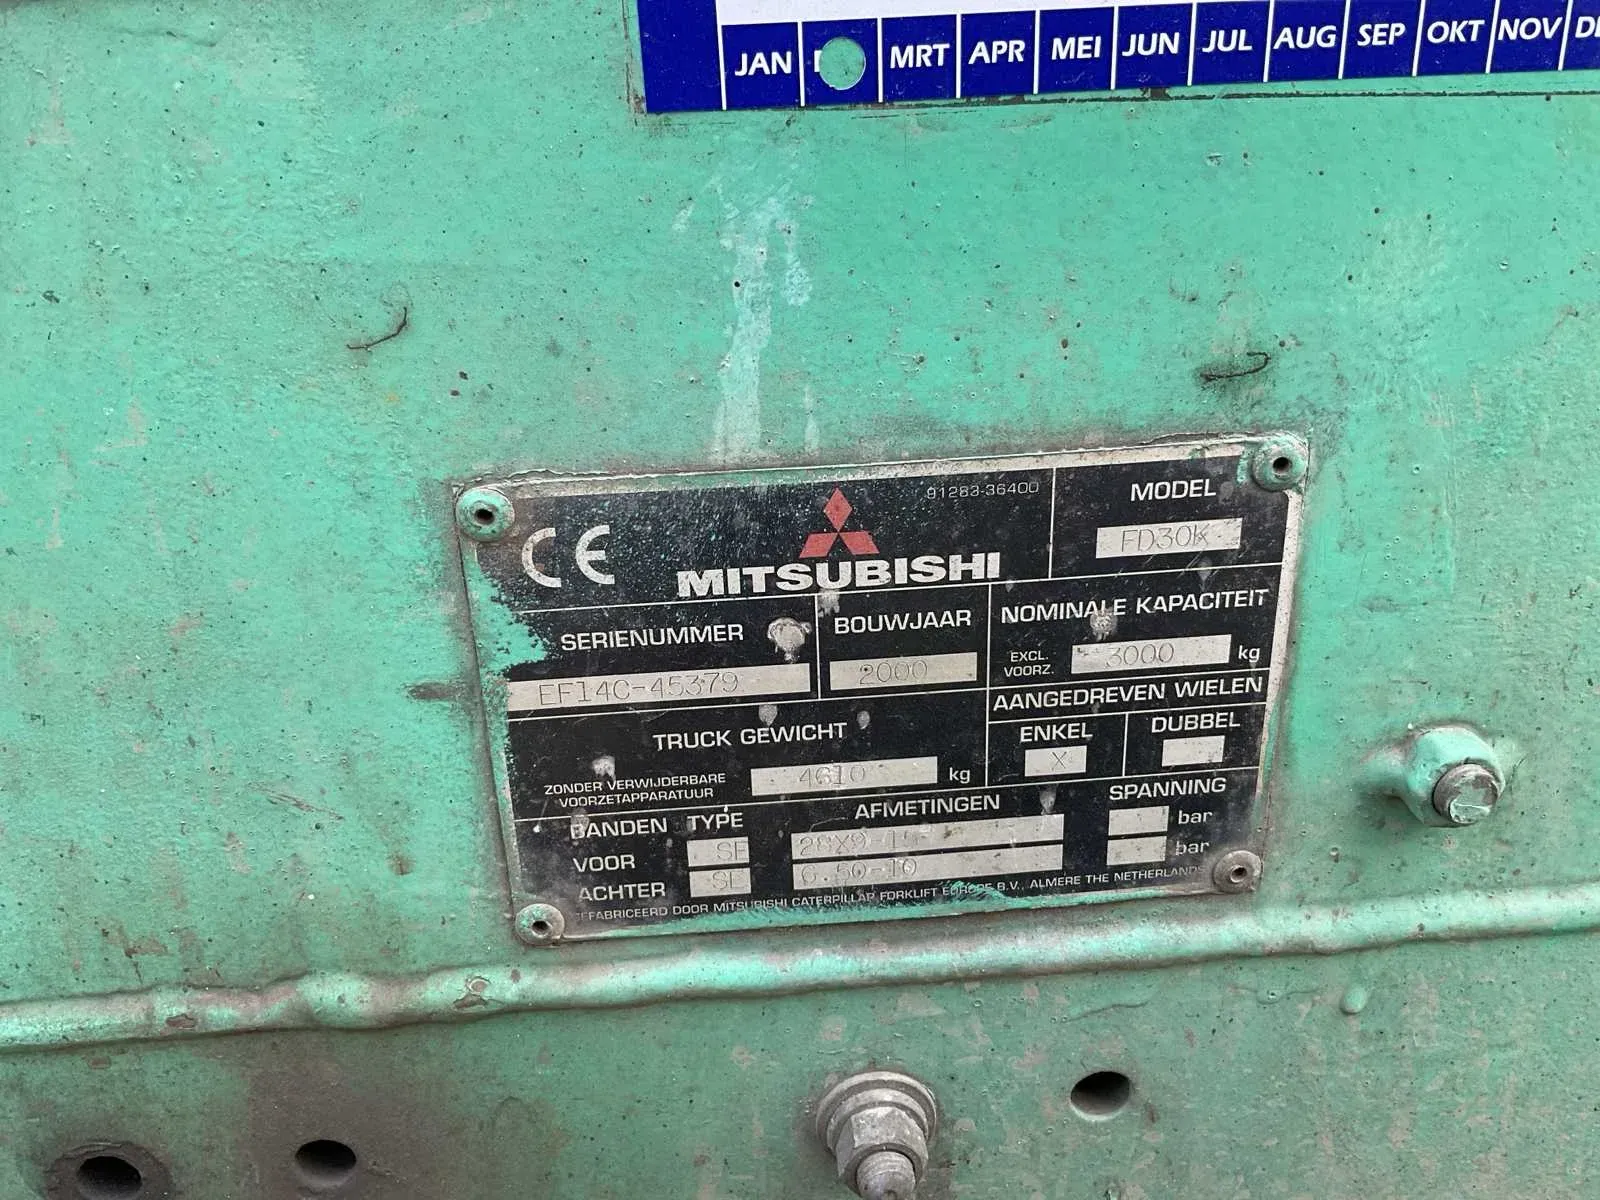 JAN MRT APR MEI JUN JUL AUG SEP OKT NOV
91283-36400
CE
MITSUBISHI
MODEL
FD30K
SERIENUMMER
EF14C-45379
BOUWJAAR
2000
NOMINALE KAPACITEIT
EXCL. VOORZ. 3000 kg
AANGEDREVEN WIELEN
ENKEL DUBBEL
X
TRUCK GEWICHT
ZONDER VERWIJDERBARE
VOORZETAPPARATUUR
kg
BANDEN TYPE AFMETINGEN SPANNING
VOOR SE bar
ACHTER SE 6.50-10 bar
DOOR MITSUBISHI CATERPILLAR FORKLIFT EUROPE B.V., ALMERE THE NETHERLANDS